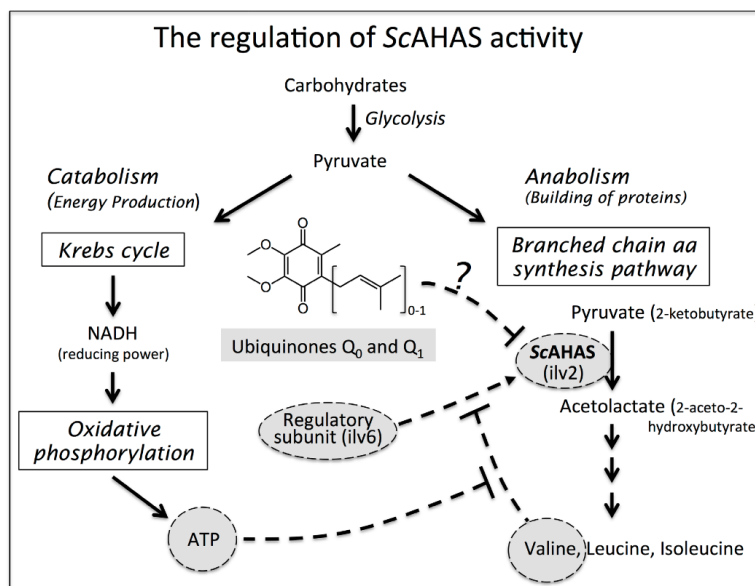 The regulation of ScAHAS activity
Carbohydrates
Glycolysis
Pyruvate
Catabolism
(Energy Production)
Anabolism
(Building of proteins)
Krebs cycle
Branched chain aa
synthesis pathway
O
O
O
O
0-1
?
NADH
(reducing power)
Ubiquinones Q0 and Q1
Pyruvate (2-ketobutyrate
ScAHAS
(ilv2)
Regulatory
subunit (ilv6)
Acetolactate (2-aceto-2-
hydroxybutyrate
Oxidative
phosphorylation
ATP
Valine, Leucine, Isoleucine